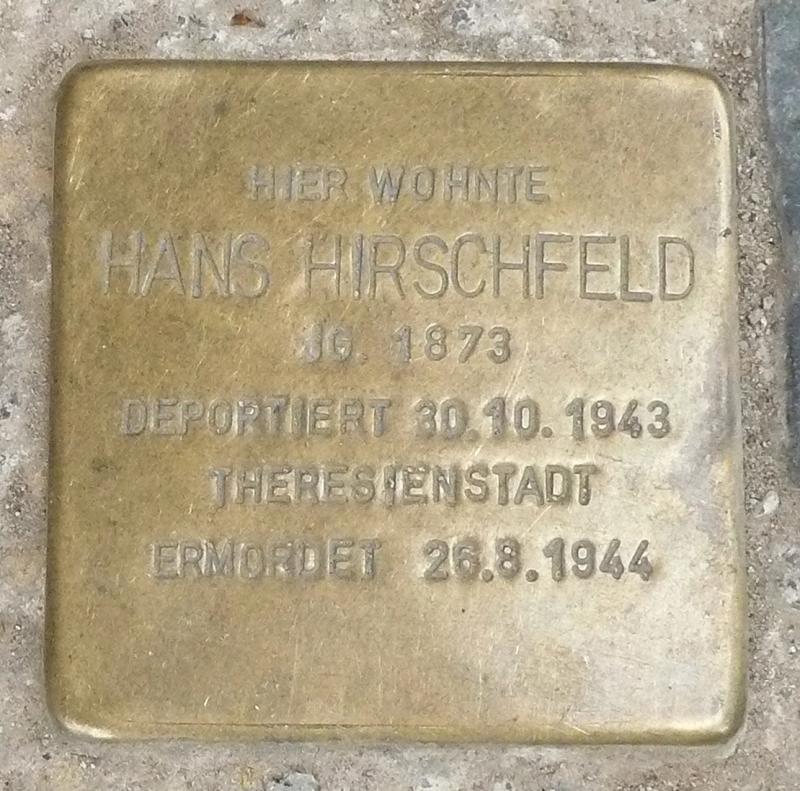 HIER WOHNTE
HANS HIRSCHFELD
JG. 1873
DEPORTIERT 30.10.1943
THERESIENSTADT
ERMORDET 26.8.1944